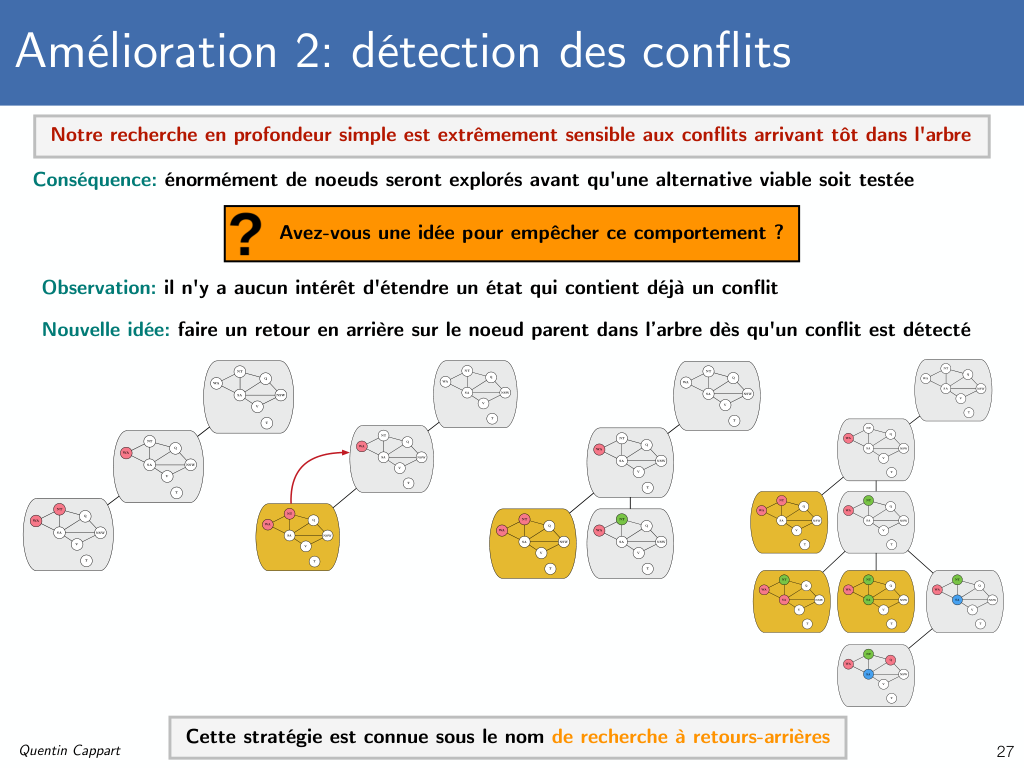 Amélioration 2: détection des conflits
Notre recherche en profondeur simple est extrêmement sensible aux conflits arrivant tôt dans l'arbre
Conséquence: énormément de noeuds seront explorés avant qu'une alternative viable soit testée
? Avez-vous une idée pour empêcher ce comportement ?
Observation: il n'y a aucun intérêt d'étendre un état qui contient déjà un conflit
Nouvelle idée: faire un retour en arrière sur le noeud parent dans l'arbre dès qu'un conflit est détecté
Cette stratégie est connue sous le nom de recherche à retours-arrières
Quentin Cappart
27